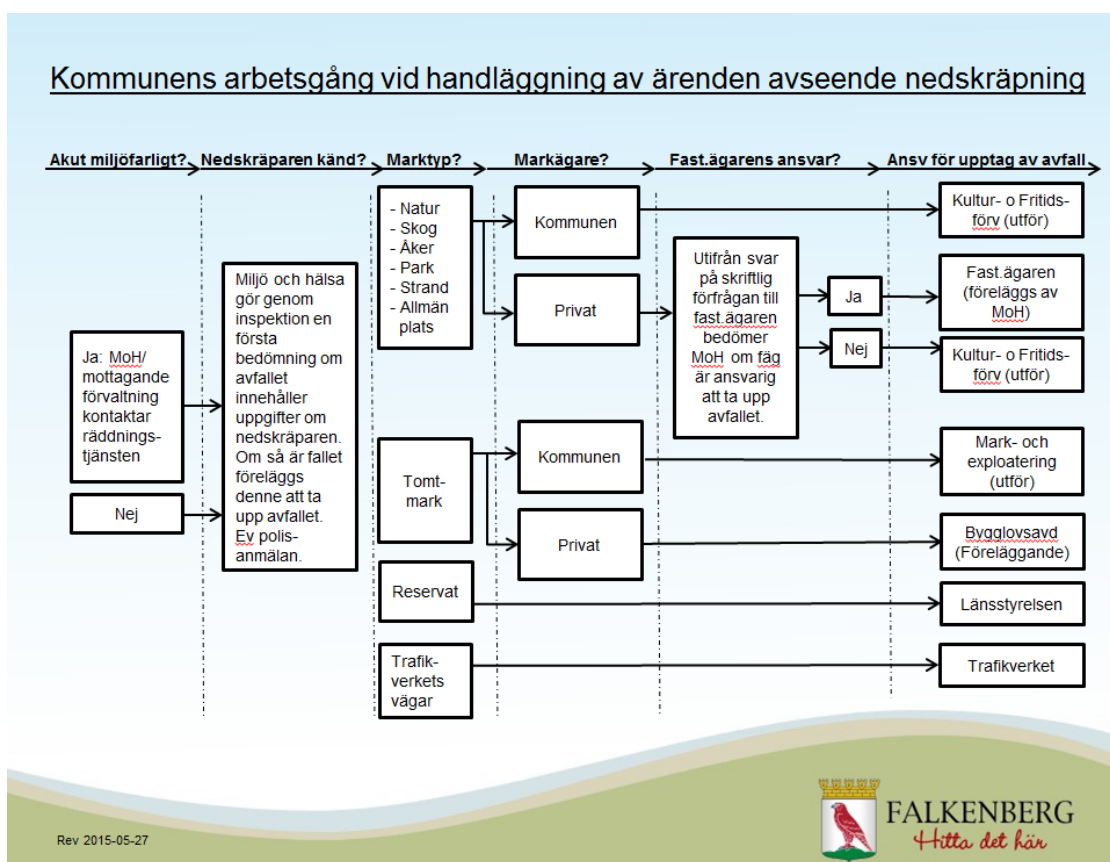 Kommunens arbetsgång vid handläggning av ärenden avseende nedskräpning
Akut miljöfarligt?
Nedskräparen känd?
Marktyp?
Markägare?
Fast.ägarens ansvar?
Ansv för upptag av avfall
Ja: MoH/
mottagande
förvaltning
kontaktar
räddnings-
tjänsten
Nej
Miljö och hälsa
gör genom
inspektion en
första
bedömning om
avfallet
innehåller
uppgifter om
nedskräparen.
Om så är fallet
föreläggs
denne att ta
upp avfallet.
Ev polis-
anmälan.
- Natur
- Skog
- Åker
- Park
- Strand
- Allmän
plats
Kommunen
Privat
Utifrån svar
på skriftlig
förfrågan till
fast.ägaren
bedömer
MoH om fäg
är ansvarig
att ta upp
avfallet.
Ja
Nej
Kultur- o Fritids-
förv (utför)
Fast.ägaren
(föreläggs av
MoH)
Kultur- o Fritids-
förv (utför)
Tomt-
mark
Kommunen
Privat
Mark- och
exploatering
(utför)
Bygglovsavd
(Föreläggande)
Reservat
Länsstyrelsen
Trafik-
verkets
vägar
Trafikverket
Rev 2015-05-27
FALKENBERG
Hitta det här